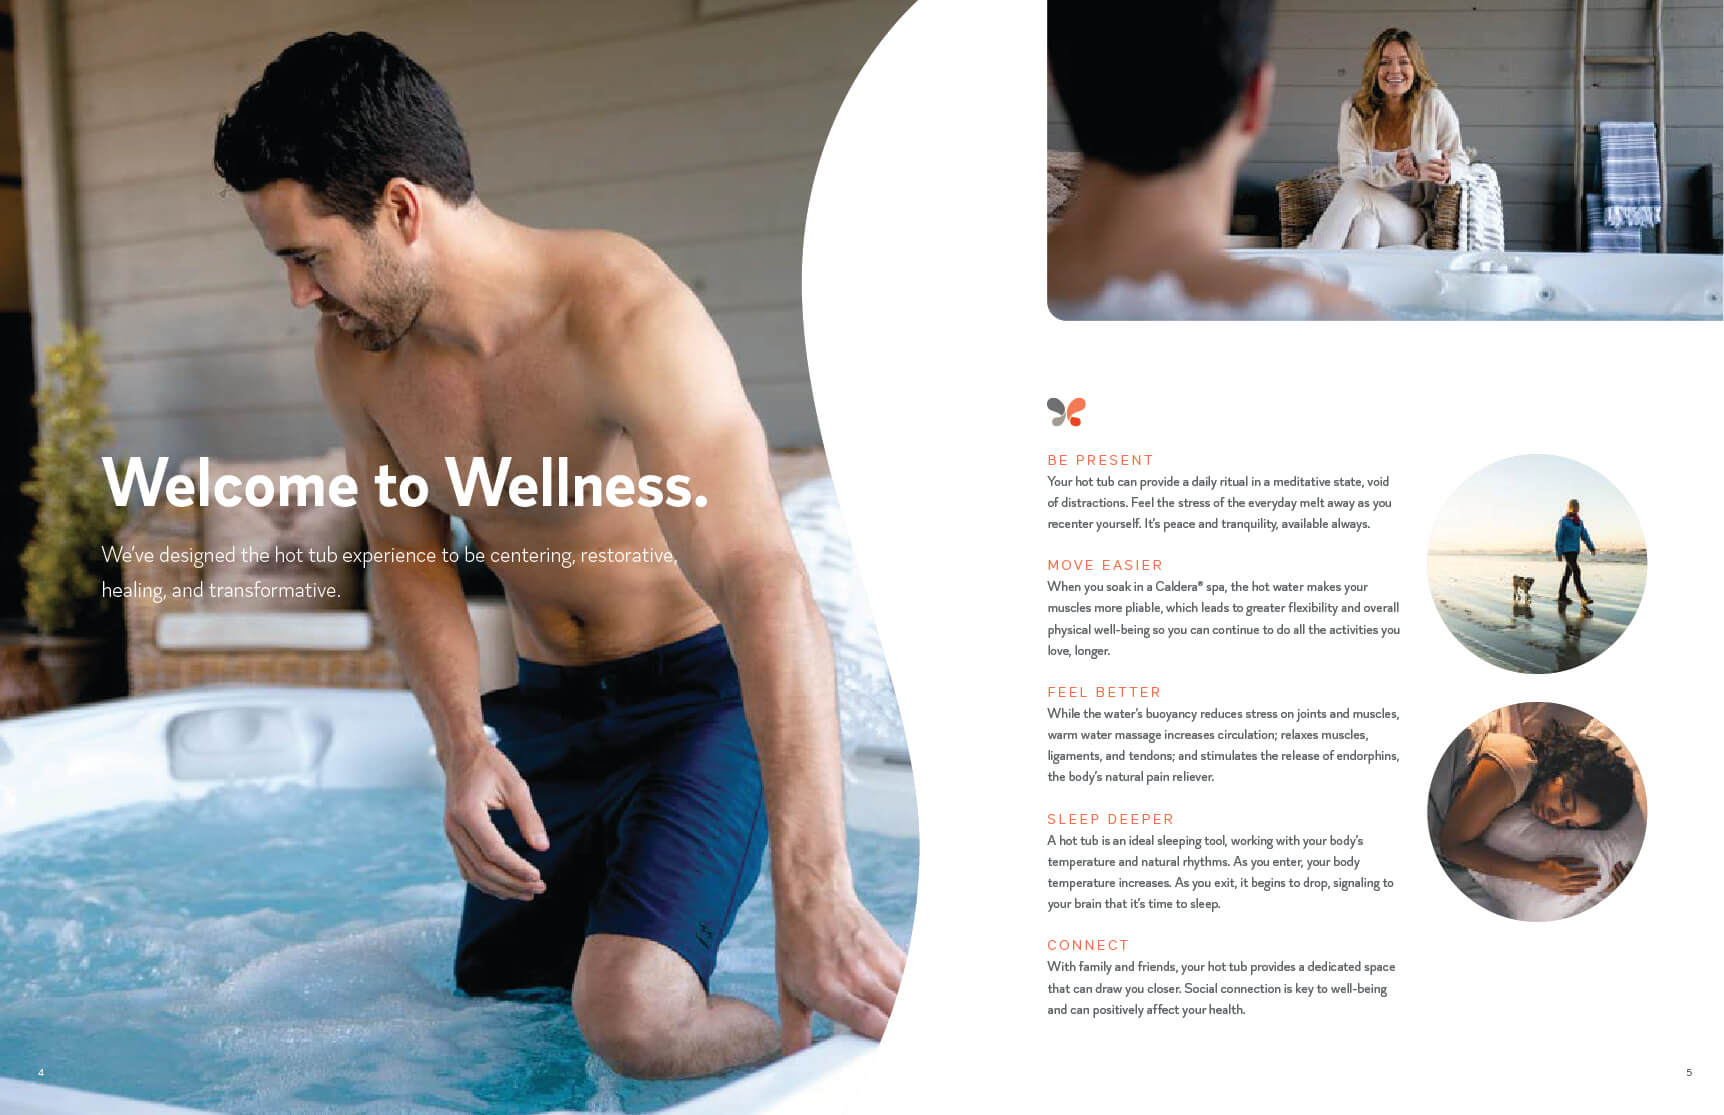 Welcome to Wellness.
We've designed the hot tub experience to be centering, restorative,
healing, and transformative.
4
BE PRESENT
Your hot tub can provide a daily ritual in a meditative state, void
of distractions. Feel the stress of the everyday melt away as you
recenter yourself. It's peace and tranquility, available always.
MOVE EASIER
When you soak in a Caldera® spa, the hot water makes your
muscles more pliable, which leads to greater flexibility and overall
physical well-being so you can continue to do all the activities you
love, longer.
FEEL BETTER
While the water's buoyancy reduces stress on joints and muscles,
warm water massage increases circulation; relaxes muscles,
ligaments, and tendons; and stimulates the release of endorphins,
the body's natural pain reliever.
SLEEP DEEPER
A hot tub is an ideal sleeping tool, working with your body's
temperature and natural rhythms. As you enter, your body
temperature increases. As you exit, it begins to drop, signaling to
your brain that it's time to sleep.
CONNECT
With family and friends, your hot tub provides a dedicated space
that can draw you closer. Social connection is key to well-being
and can positively affect your health.
5